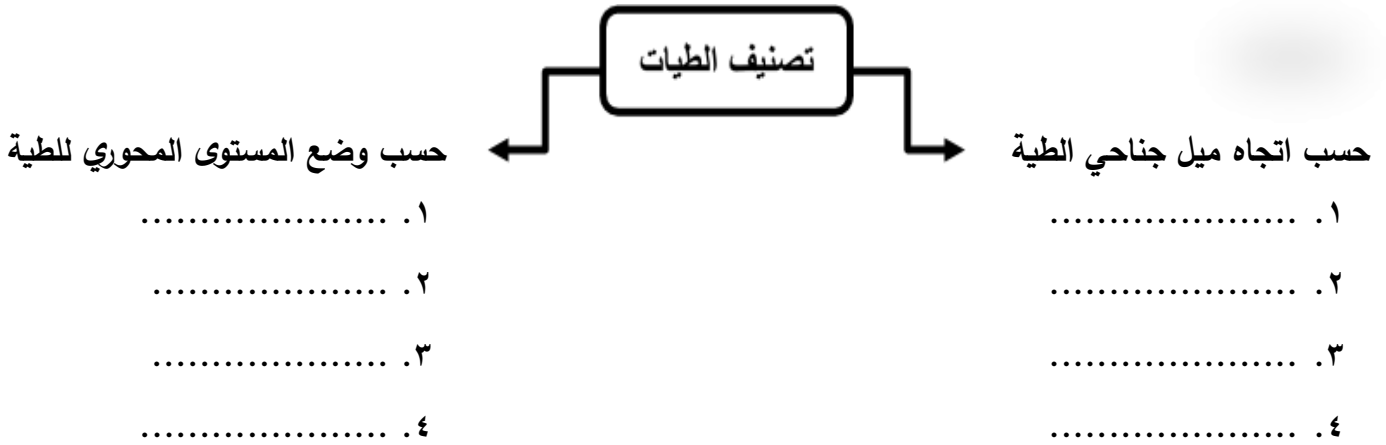 تصنيف الطيات
حسب اتجاه ميل جناحي الطية
١. .....................
٢. .....................
٣. .....................
٤. .....................
حسب وضع المستوى المحوري للطية
١. .....................
٢. ....................
٣. ....................
٤. .....................